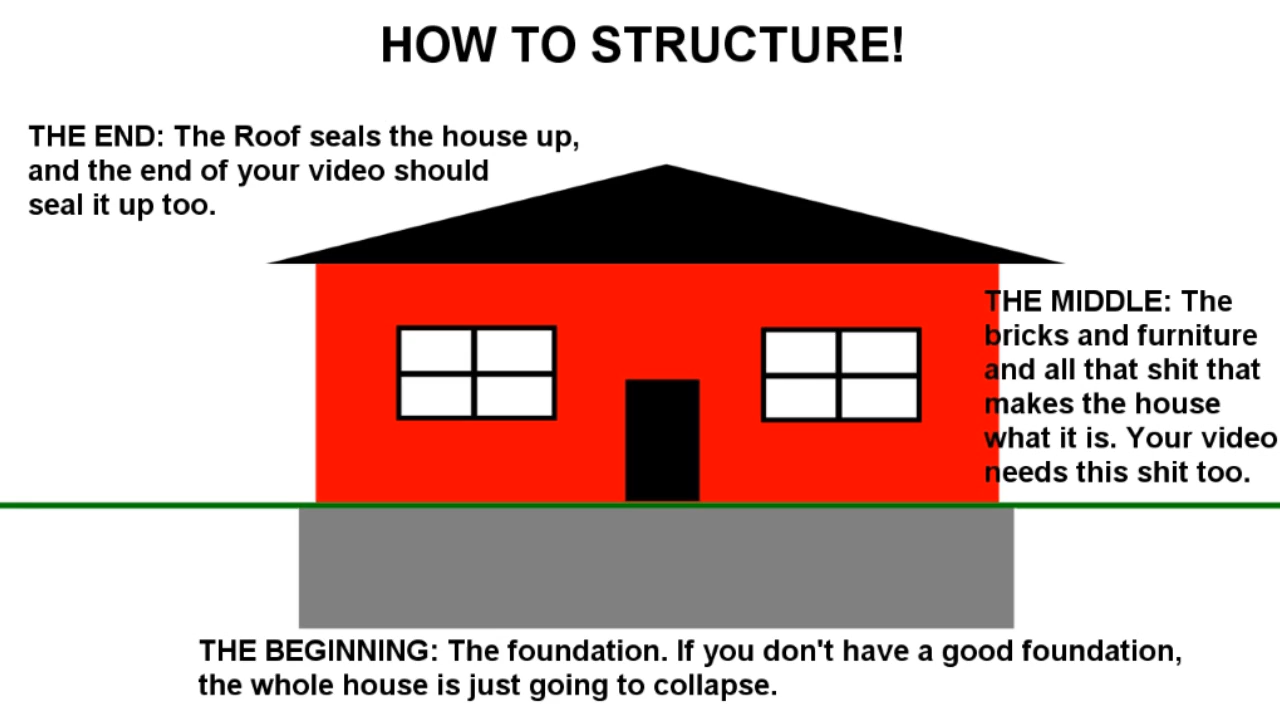 HOW TO STRUCTURE!
THE END: The Roof seals the house up,
and the end of your video should
seal it up too.
THE MIDDLE: The
bricks and furniture
and all that shit that
makes the house
what it is. Your video
needs this shit too.
THE BEGINNING: The foundation. If you don't have a good foundation,
the whole house is just going to collapse.